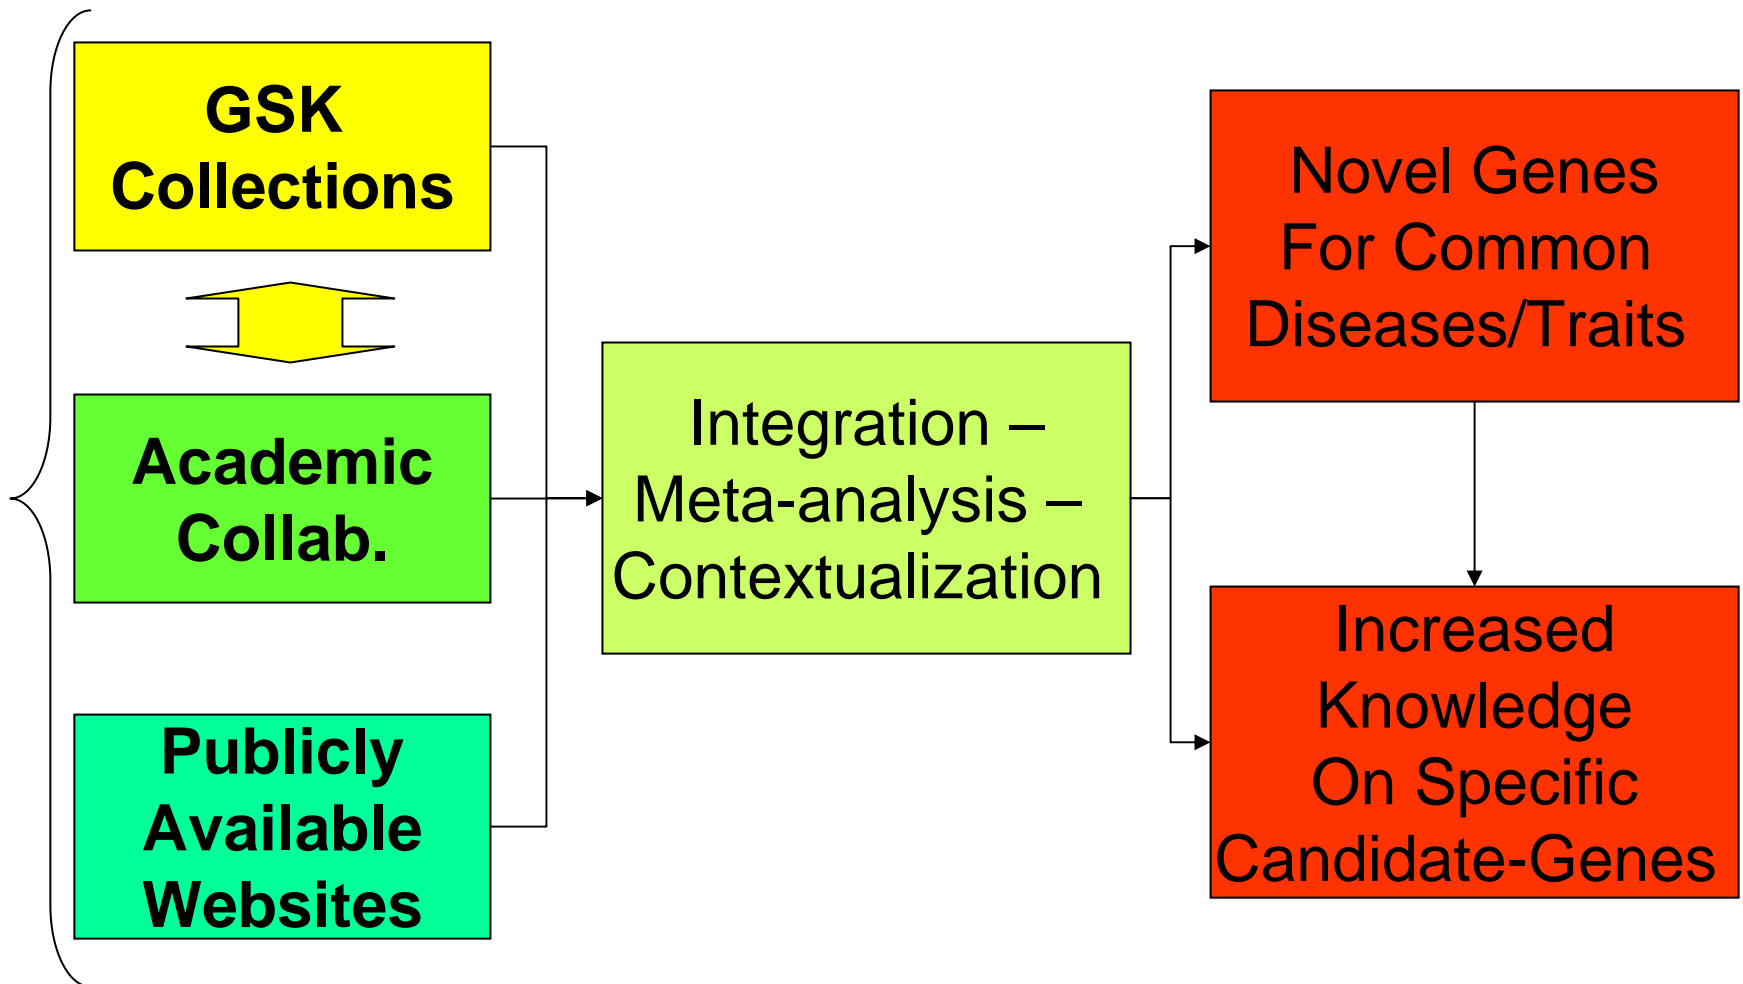 GSK
Collections
Academic
Collab.
Publicly
Available
Websites
Integration –
Meta-analysis –
Contextualization
Novel Genes
For Common
Diseases/Traits
Increased
Knowledge
On Specific
Candidate-Genes